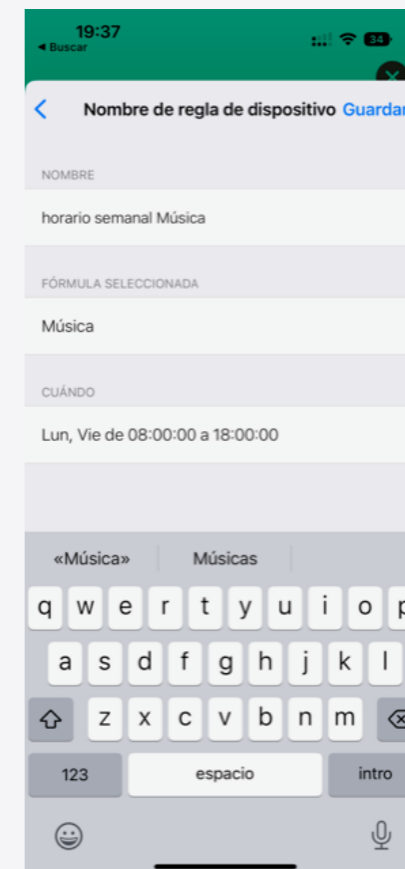 19:37
34
◀ Buscar
Nombre de regla de dispositivo Guardar
NOMBRE
horario semanal Música
FÓRMULA SELECCIONADA
Música
CUÁNDO
Lun, Vie de 08:00:00 a 18:00:00
«Música» Músicas
q w e r t y u i o p
a s d f g h j k l
z x c v b n m
123 espacio intro